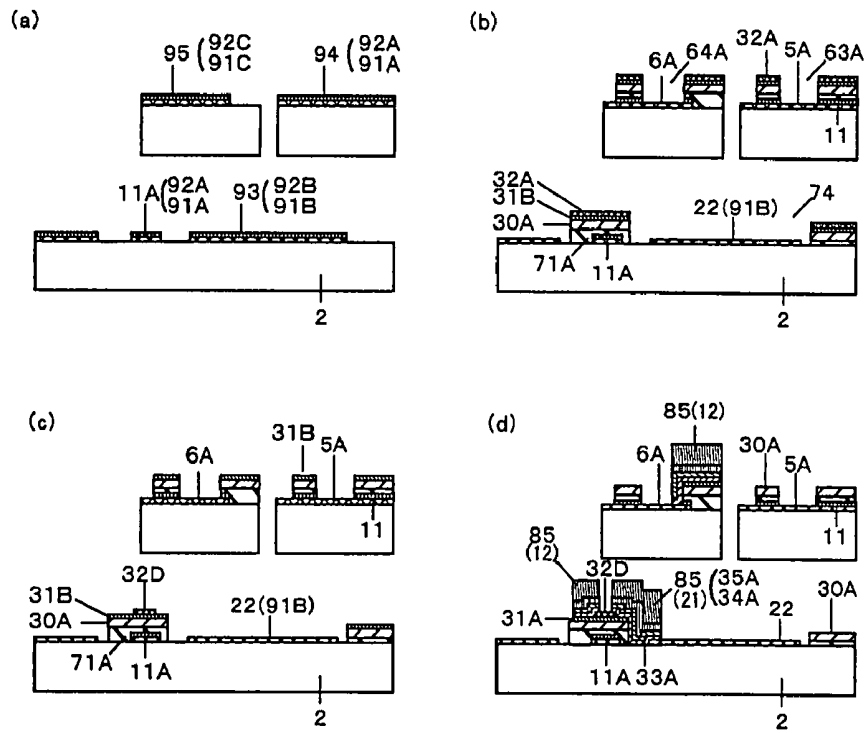 (a)
95 ( 92C 91C
94 ( 92A 91A
11A ( 92A 91A
93 ( 92B 91B
2
(b)
6A 64A 32A 5A 63A
11
32A
31B
30A
22(91B) 74
71A 11A
2
(c)
6A 31B 5A
11
32D
31B
30A
22(91B)
71A 11A
2
(d)
85(12)
6A 30A 5A
11
85
(12)
32D
85
(21)
( 35A 34A
31A
22 30A
11A 33A
2